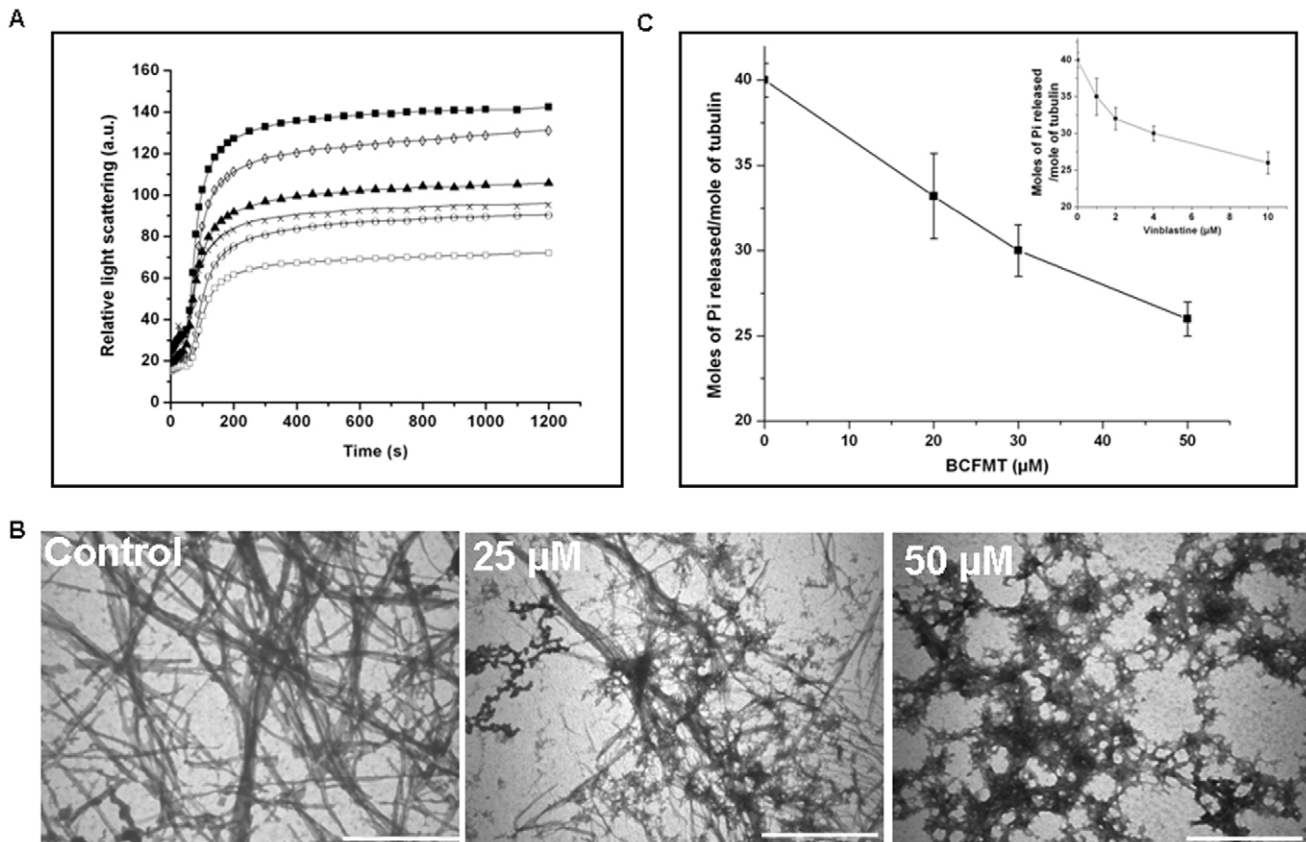 A
Relative light scattering (a.u.)
160
140
120
100
80
60
40
20
0
0 200 400 600 800 1000 1200
Time (s)
C
Moles of Pi released/mole of tubulin
40
35
30
25
20
0 10 20 30 40 50
BCFMT (µM)
Moles of Pi released
/mole of tubulin
40
35
30
25
20
0 2 4 6 8 10
Vinblastine (µM)
B
Control
25 µM
50 µM